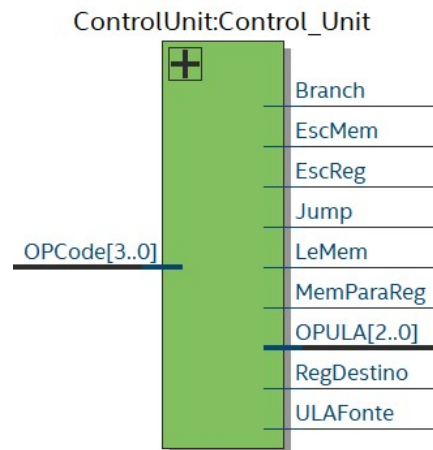 ControlUnit:Control_Unit
Branch
EscMem
EscReg
Jump
OPCode[3..0]
LeMem
MemParaReg
OPULA[2..0]
RegDestino
ULAFonte